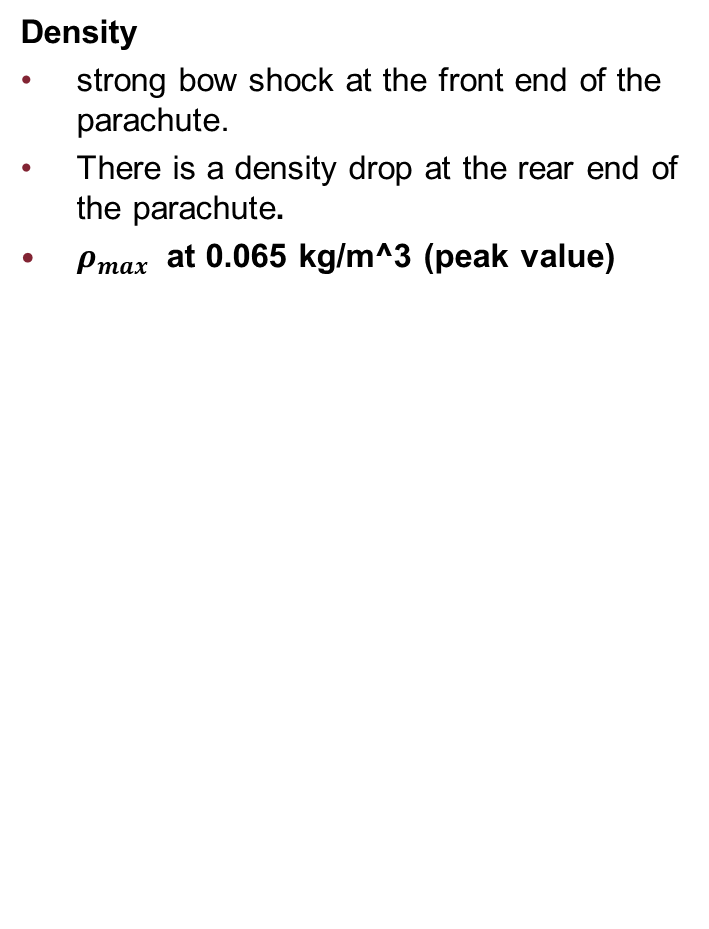 Density
• strong bow shock at the front end of the
parachute.
• There is a density drop at the rear end of
the parachute.
• ρ_max at 0.065 kg/m^3 (peak value)